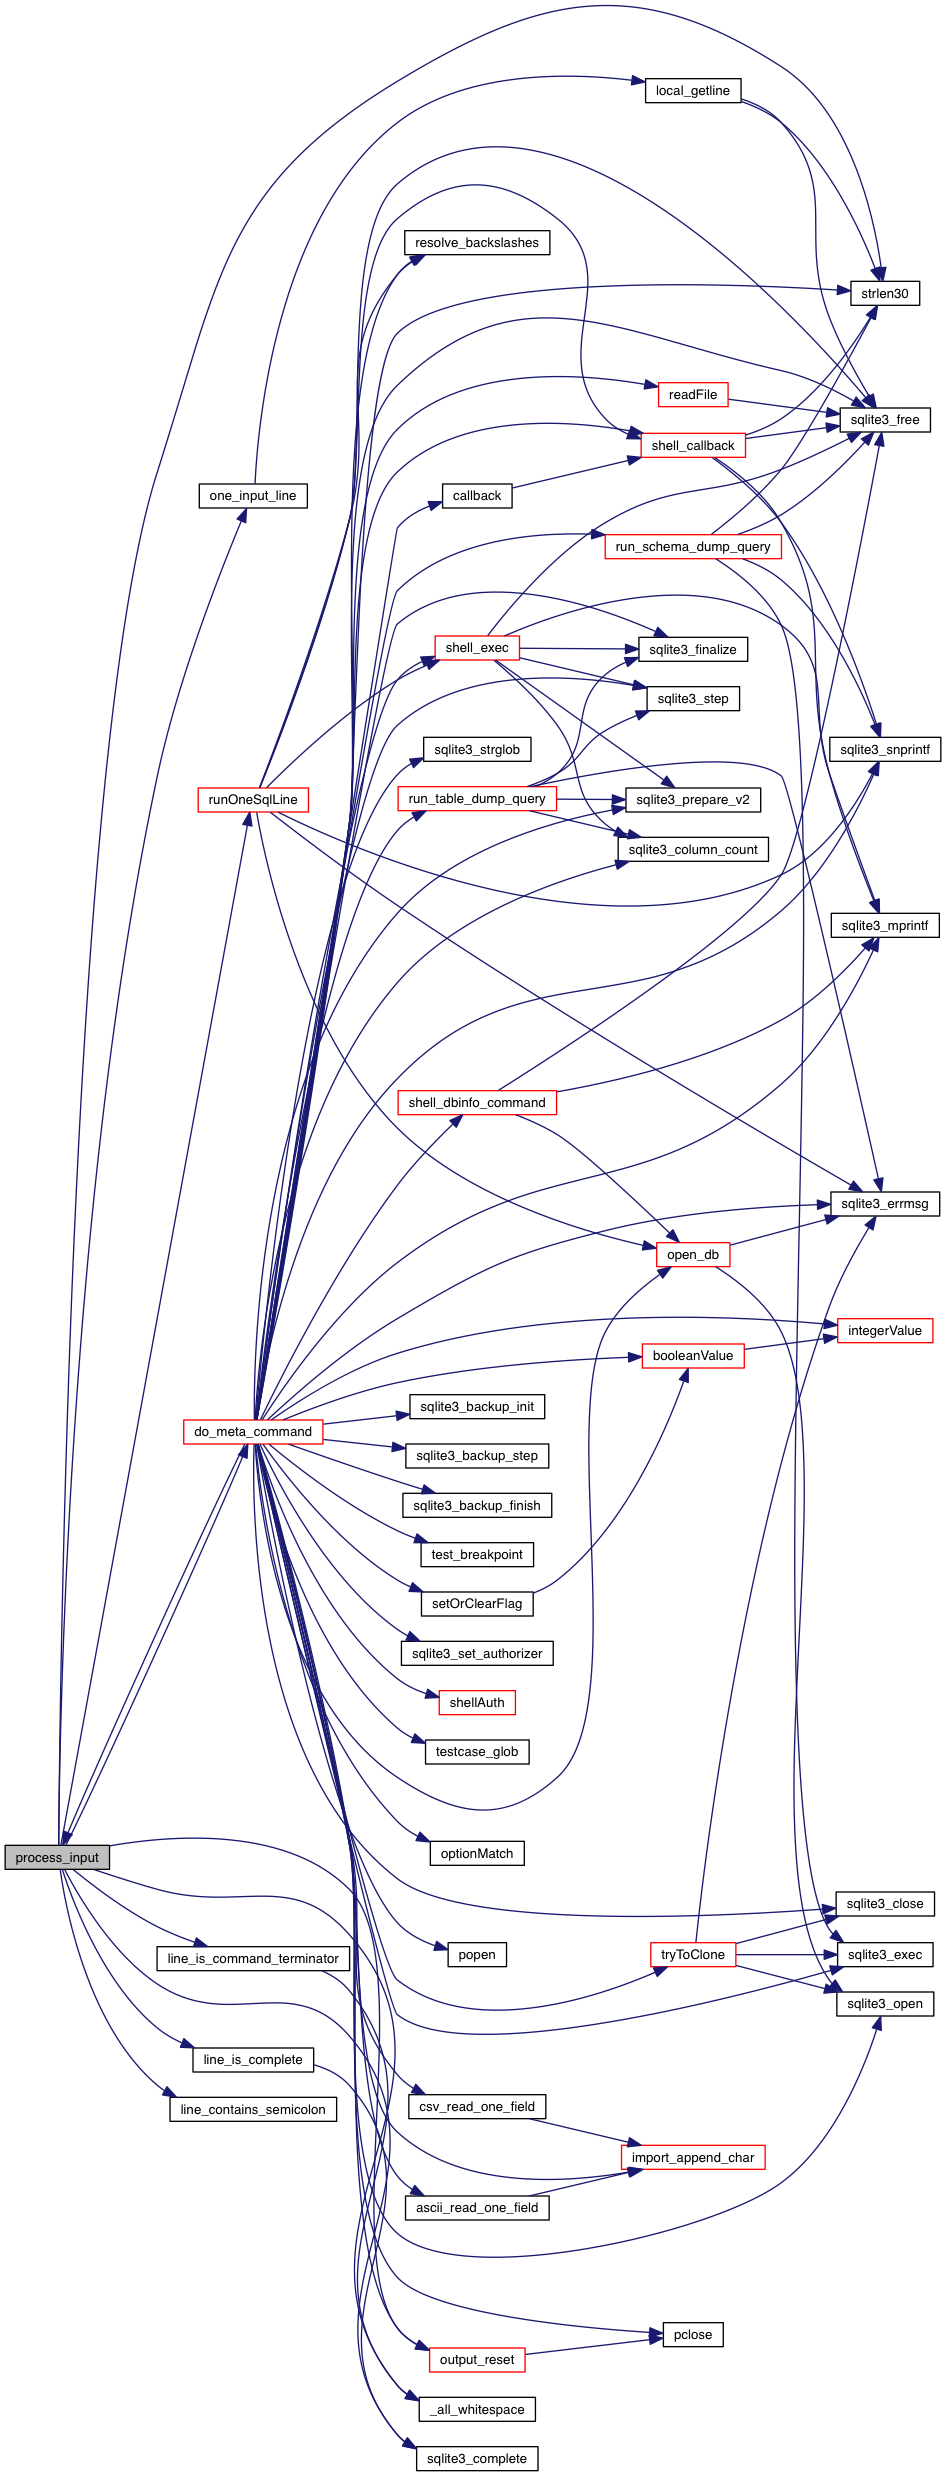 local_getline
resolve_backslashes
strlen30
readFile
sqlite3_free
shell_callback
one_input_line
callback
run_schema_dump_query
shell_exec
sqlite3_finalize
sqlite3_step
sqlite3_strglob
sqlite3_snprintf
runOneSqlLine
run_table_dump_query
sqlite3_prepare_v2
sqlite3_column_count
sqlite3_mprintf
shell_dbinfo_command
sqlite3_errmsg
open_db
integerValue
booleanValue
sqlite3_backup_init
do_meta_command
sqlite3_backup_step
sqlite3_backup_finish
test_breakpoint
setOrClearFlag
sqlite3_set_authorizer
shellAuth
testcase_glob
optionMatch
process_input
sqlite3_close
line_is_command_terminator
popen
tryToClone
sqlite3_exec
sqlite3_open
line_is_complete
csv_read_one_field
line_contains_semicolon
import_append_char
ascii_read_one_field
pclose
output_reset
_all_whitespace
sqlite3_complete